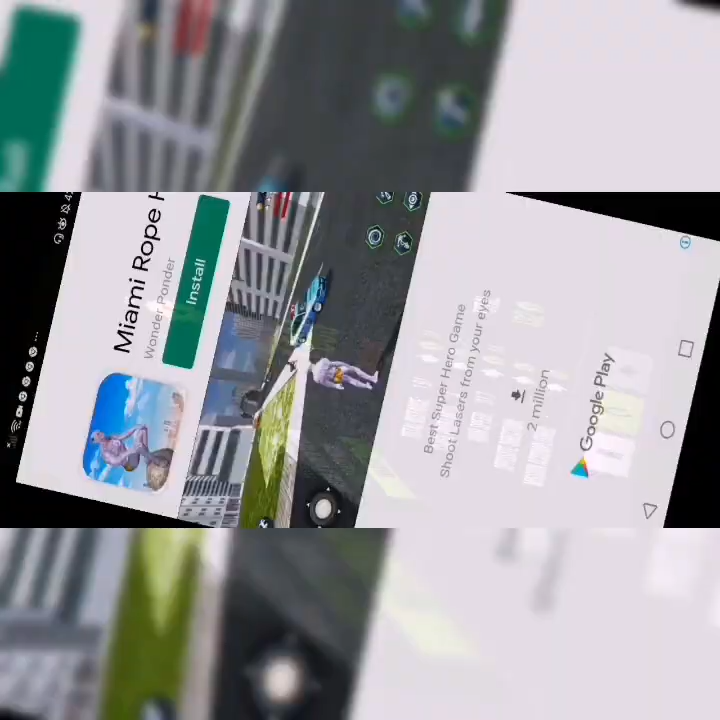 Miami Rope H
Wonder Ponder
Install
Best Super Hero Game
Shoot Lasers from your eyes
2 million
Google Play